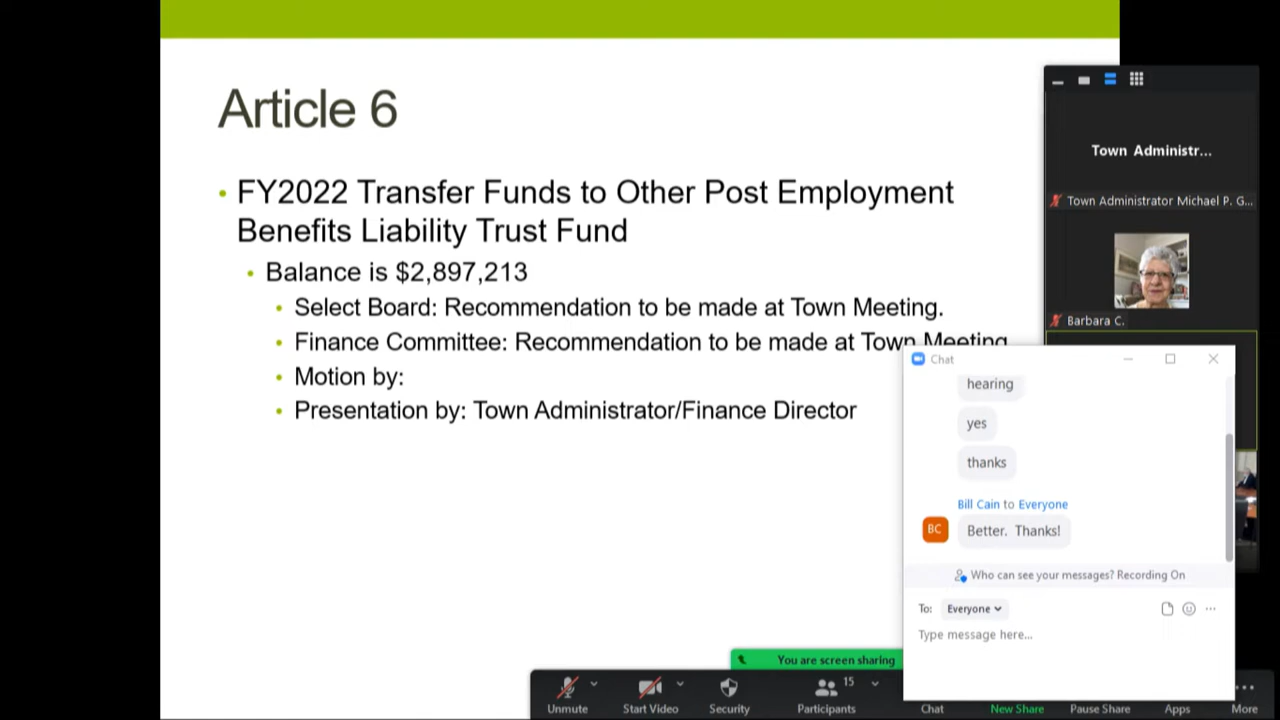 Article 6
FY2022 Transfer Funds to Other Post Employment
Benefits Liability Trust Fund
Balance is $2,897,213
Select Board: Recommendation to be made at Town Meeting.
Finance Committee: Recommendation to be made at Town Meeting
Motion by:
Presentation by: Town Administrator/Finance Director
Town Administr...
Town Administrator Michael P. G...
Barbara C.
Chat
hearing
yes
thanks
Bill Cain to Everyone
BC
Better. Thanks!
Who can see your messages? Recording On
To: Everyone
Type message here...
You are screen sharing
15
Unmute
Start Video
Security
Participants
Chat
New Share
Pause Share
Apps
More